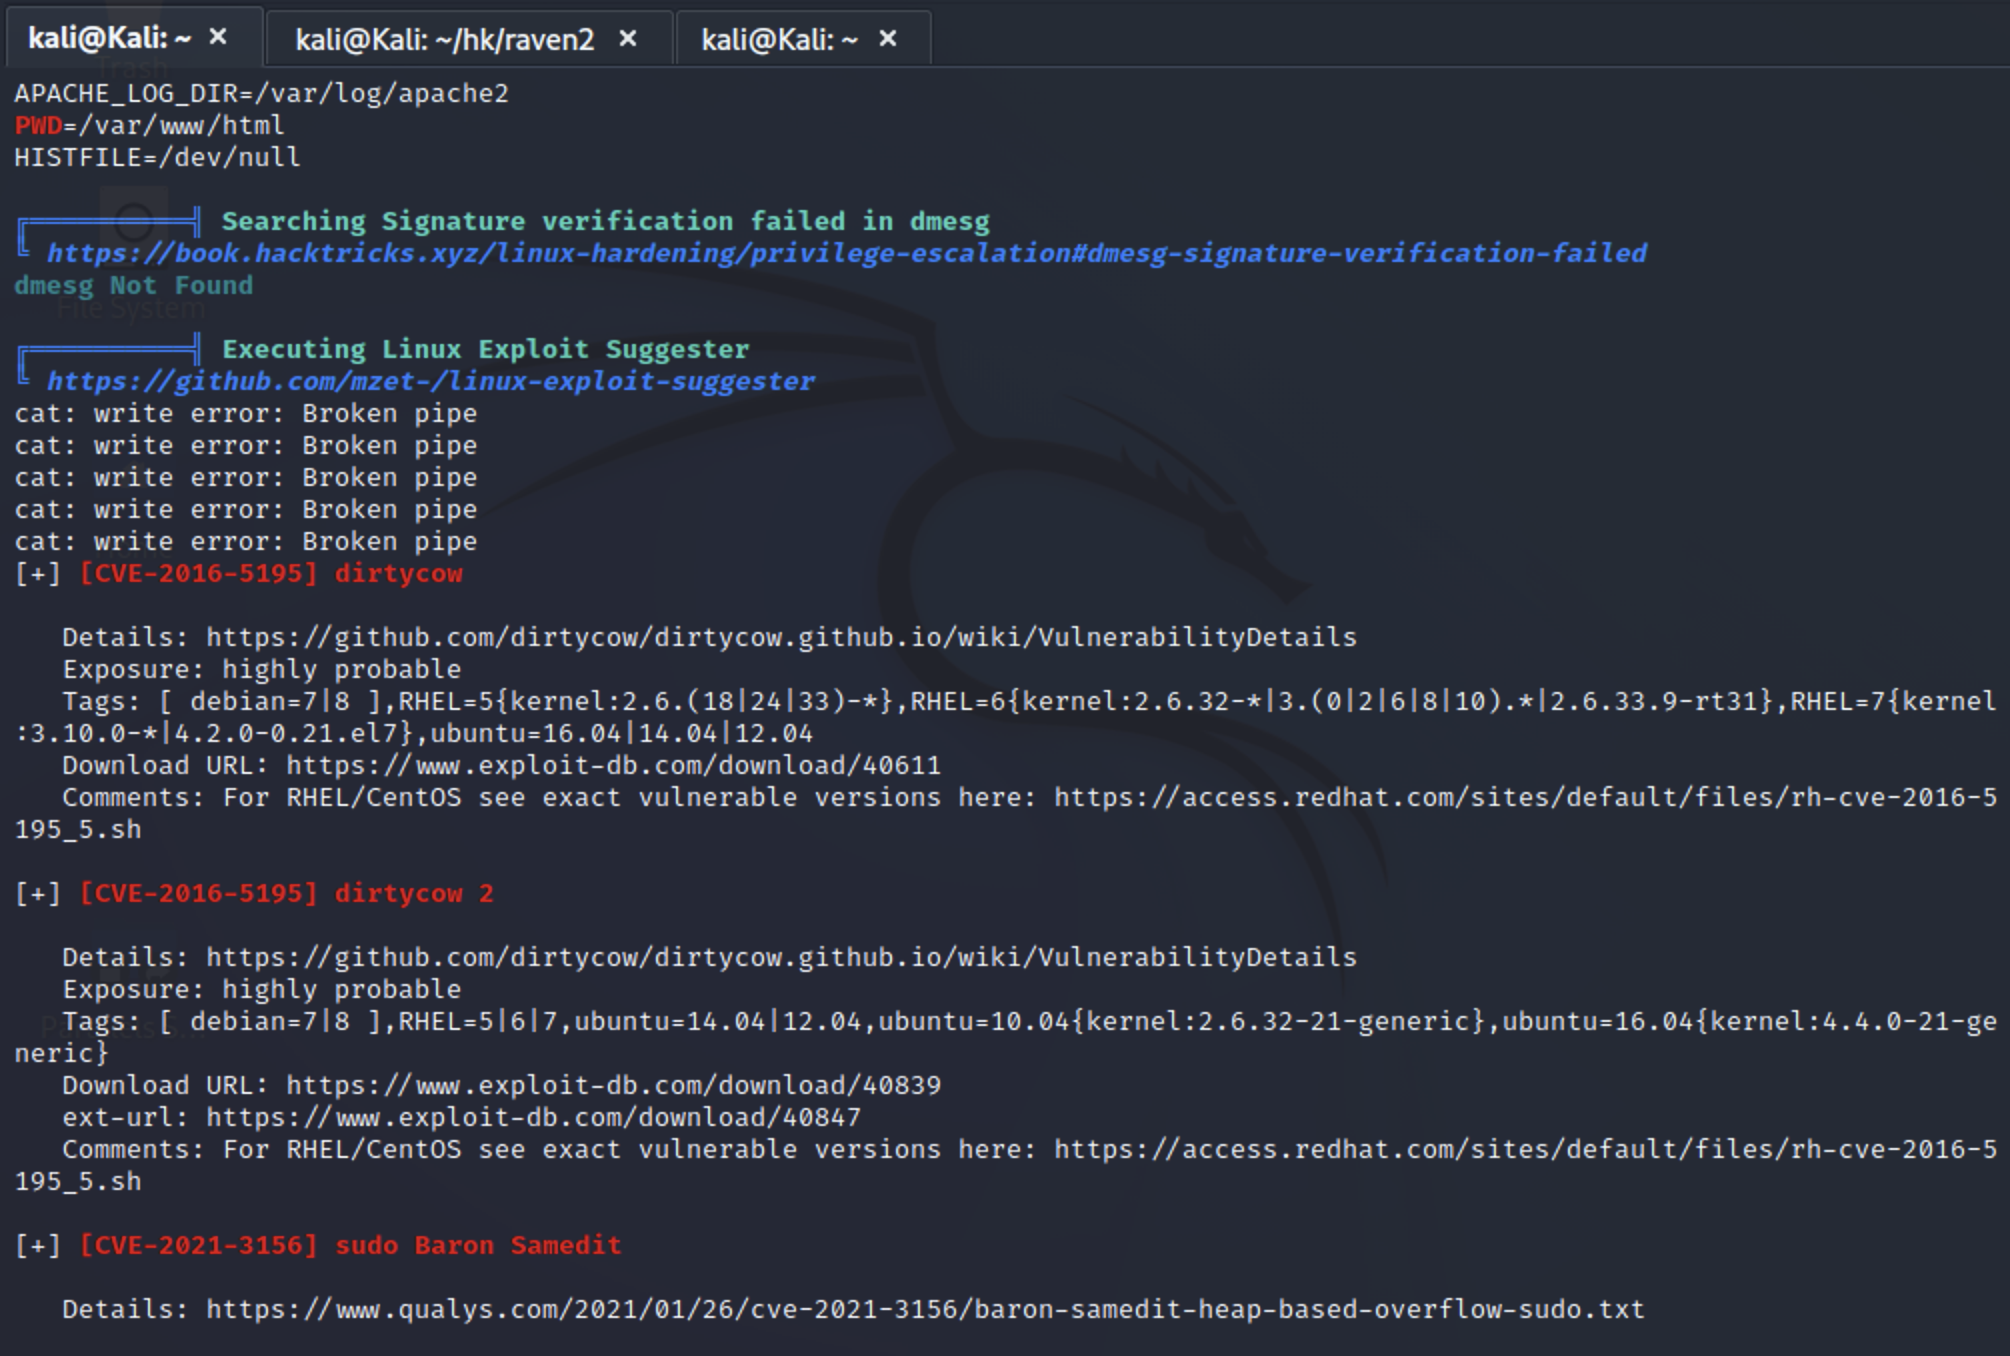 kali@Kali: ~ × kali@Kali: ~/hk/raven2 × kali@Kali: ~ ×
Trash
APACHE_LOG_DIR=/var/log/apache2
PWD=/var/www/html
HISTFILE=/dev/null
Searching Signature verification failed in dmesg
https://book.hacktricks.xyz/linux-hardening/privilege-escalation#dmesg-signature-verification-failed
dmesg Not Found
File System
Executing Linux Exploit Suggester
https://github.com/mzet-/linux-exploit-suggester
cat: write error: Broken pipe
cat: write error: Broken pipe
cat: write error: Broken pipe
cat: write error: Broken pipe
cat: write error: Broken pipe
[+] [CVE-2016-5195] dirtycow
Details: https://github.com/dirtycow/dirtycow.github.io/wiki/VulnerabilityDetails
Exposure: highly probable
Tags: [ debian=7|8 ],RHEL=5{kernel:2.6.(18|24|33)-*},RHEL=6{kernel:2.6.32-*|3.(0|2|6|8|10).*|2.6.33.9-rt31},RHEL=7{kernel
:3.10.0-*|4.2.0-0.21.el7},ubuntu=16.04|14.04|12.04
Download URL: https://www.exploit-db.com/download/40611
Comments: For RHEL/CentOS see exact vulnerable versions here: https://access.redhat.com/sites/default/files/rh-cve-2016-5
195_5.sh
[+] [CVE-2016-5195] dirtycow 2
Details: https://github.com/dirtycow/dirtycow.github.io/wiki/VulnerabilityDetails
Exposure: highly probable
Tags: [ debian=7|8 ],RHEL=5|6|7,ubuntu=14.04|12.04,ubuntu=10.04{kernel:2.6.32-21-generic},ubuntu=16.04{kernel:4.4.0-21-ge
neric}
Download URL: https://www.exploit-db.com/download/40839
ext-url: https://www.exploit-db.com/download/40847
Comments: For RHEL/CentOS see exact vulnerable versions here: https://access.redhat.com/sites/default/files/rh-cve-2016-5
195_5.sh
[+] [CVE-2021-3156] sudo Baron Samedit
Details: https://www.qualys.com/2021/01/26/cve-2021-3156/baron-samedit-heap-based-overflow-sudo.txt